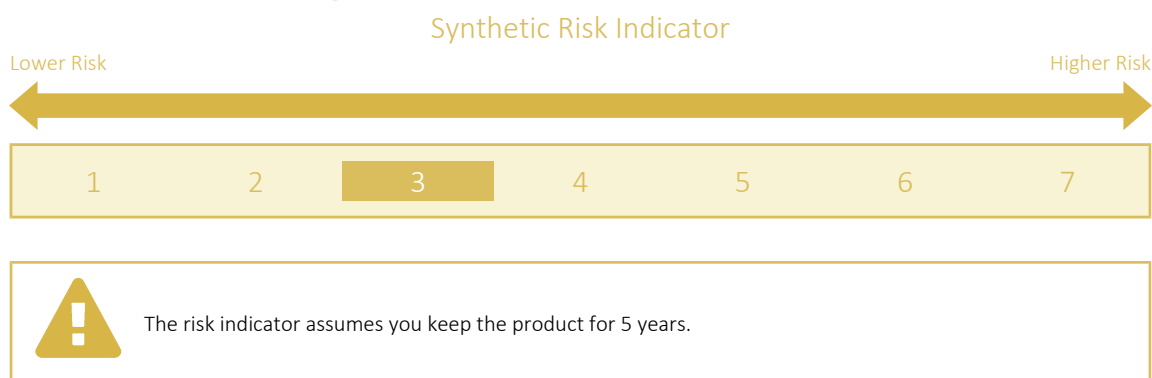 Synthetic Risk Indicator
Lower Risk Higher Risk
1 2 3 4 5 6 7
The risk indicator assumes you keep the product for 5 years.